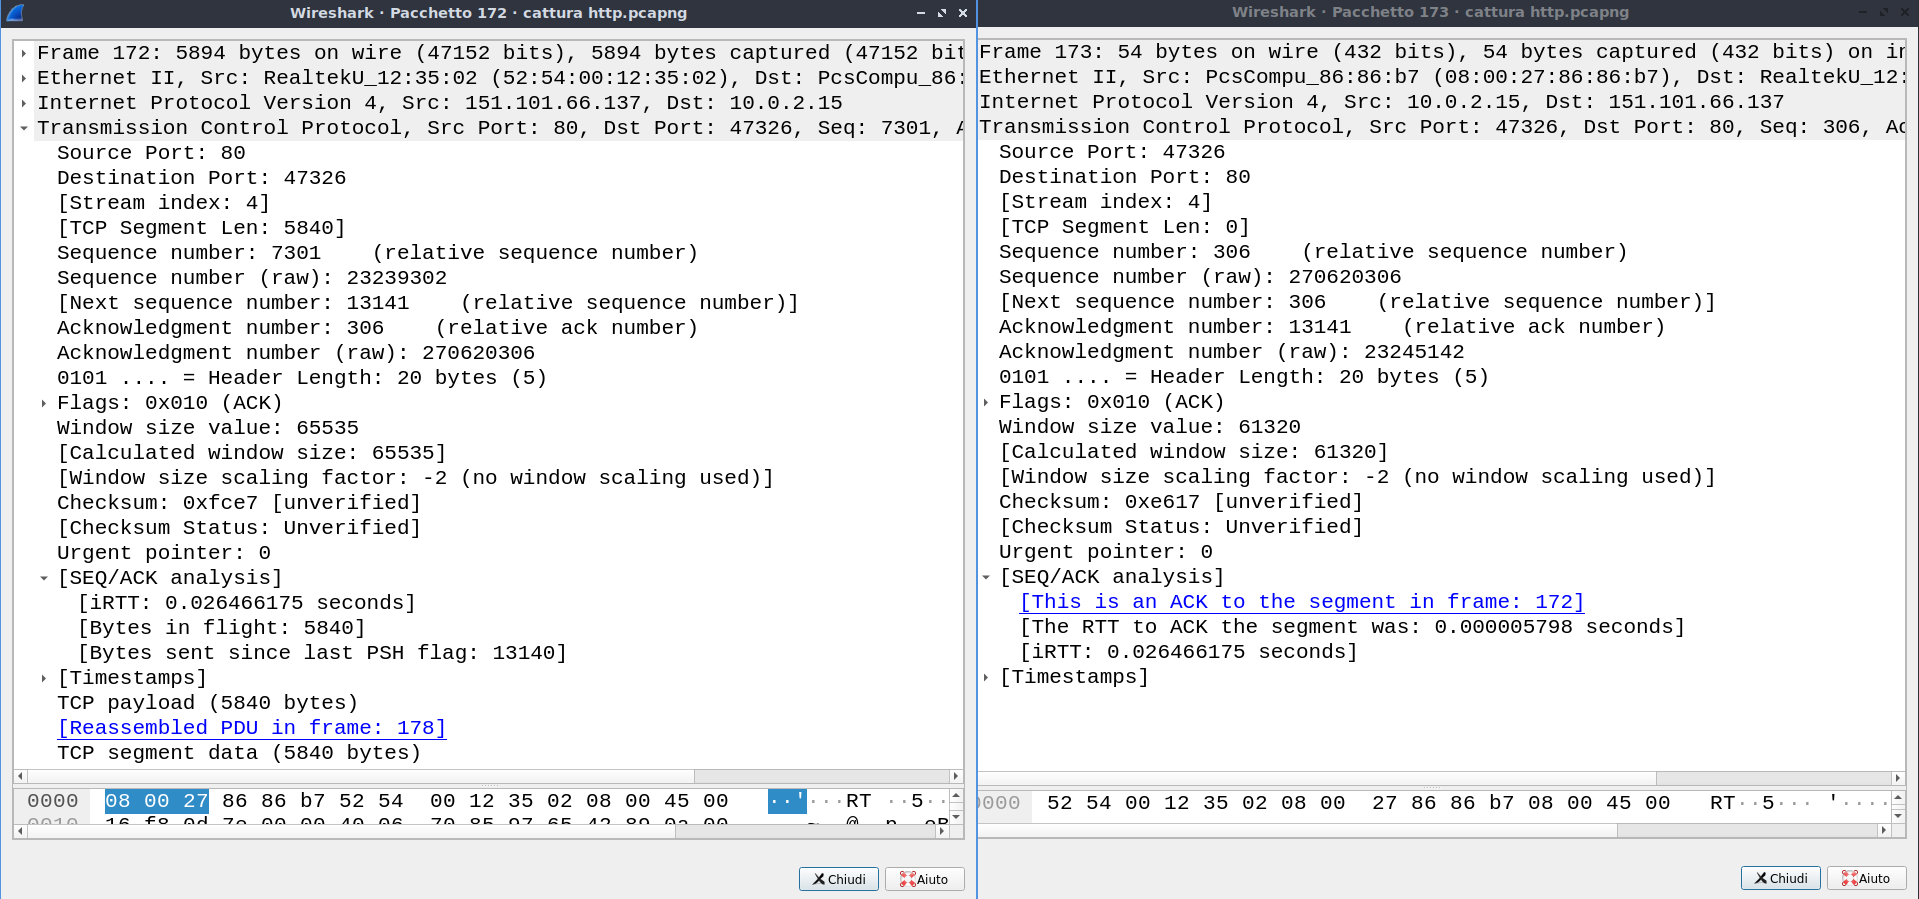 Wireshark · Pacchetto 172 · cattura http.pcapng
Frame 172: 5894 bytes on wire (47152 bits), 5894 bytes captured (47152 bit
Ethernet II, Src: RealtekU_12:35:02 (52:54:00:12:35:02), Dst: PcsCompu_86:
Internet Protocol Version 4, Src: 151.101.66.137, Dst: 10.0.2.15
Transmission Control Protocol, Src Port: 80, Dst Port: 47326, Seq: 7301, A
Source Port: 80
Destination Port: 47326
[Stream index: 4]
[TCP Segment Len: 5840]
Sequence number: 7301    (relative sequence number)
Sequence number (raw): 23239302
[Next sequence number: 13141    (relative sequence number)]
Acknowledgment number: 306    (relative ack number)
Acknowledgment number (raw): 270620306
0101 .... = Header Length: 20 bytes (5)
Flags: 0x010 (ACK)
Window size value: 65535
[Calculated window size: 65535]
[Window size scaling factor: -2 (no window scaling used)]
Checksum: 0xfce7 [unverified]
[Checksum Status: Unverified]
Urgent pointer: 0
[SEQ/ACK analysis]
[iRTT: 0.026466175 seconds]
[Bytes in flight: 5840]
[Bytes sent since last PSH flag: 13140]
[Timestamps]
TCP payload (5840 bytes)
[Reassembled PDU in frame: 178]
TCP segment data (5840 bytes)
0000  08 00 27 86 86 b7 52 54  00 12 35 02 08 00 45 00   ··'···RT ··5··
Chiudi
Aiuto
Wireshark · Pacchetto 173 · cattura http.pcapng
Frame 173: 54 bytes on wire (432 bits), 54 bytes captured (432 bits) on in
Ethernet II, Src: PcsCompu_86:86:b7 (08:00:27:86:86:b7), Dst: RealtekU_12:
Internet Protocol Version 4, Src: 10.0.2.15, Dst: 151.101.66.137
Transmission Control Protocol, Src Port: 47326, Dst Port: 80, Seq: 306, Ac
Source Port: 47326
Destination Port: 80
[Stream index: 4]
[TCP Segment Len: 0]
Sequence number: 306    (relative sequence number)
Sequence number (raw): 270620306
[Next sequence number: 306    (relative sequence number)]
Acknowledgment number: 13141    (relative ack number)
Acknowledgment number (raw): 23245142
0101 .... = Header Length: 20 bytes (5)
Flags: 0x010 (ACK)
Window size value: 61320
[Calculated window size: 61320]
[Window size scaling factor: -2 (no window scaling used)]
Checksum: 0xe617 [unverified]
[Checksum Status: Unverified]
Urgent pointer: 0
[SEQ/ACK analysis]
[This is an ACK to the segment in frame: 172]
[The RTT to ACK the segment was: 0.000005798 seconds]
[iRTT: 0.026466175 seconds]
[Timestamps]
0000  52 54 00 12 35 02 08 00  27 86 86 b7 08 00 45 00   RT··5··· '····
Chiudi
Aiuto